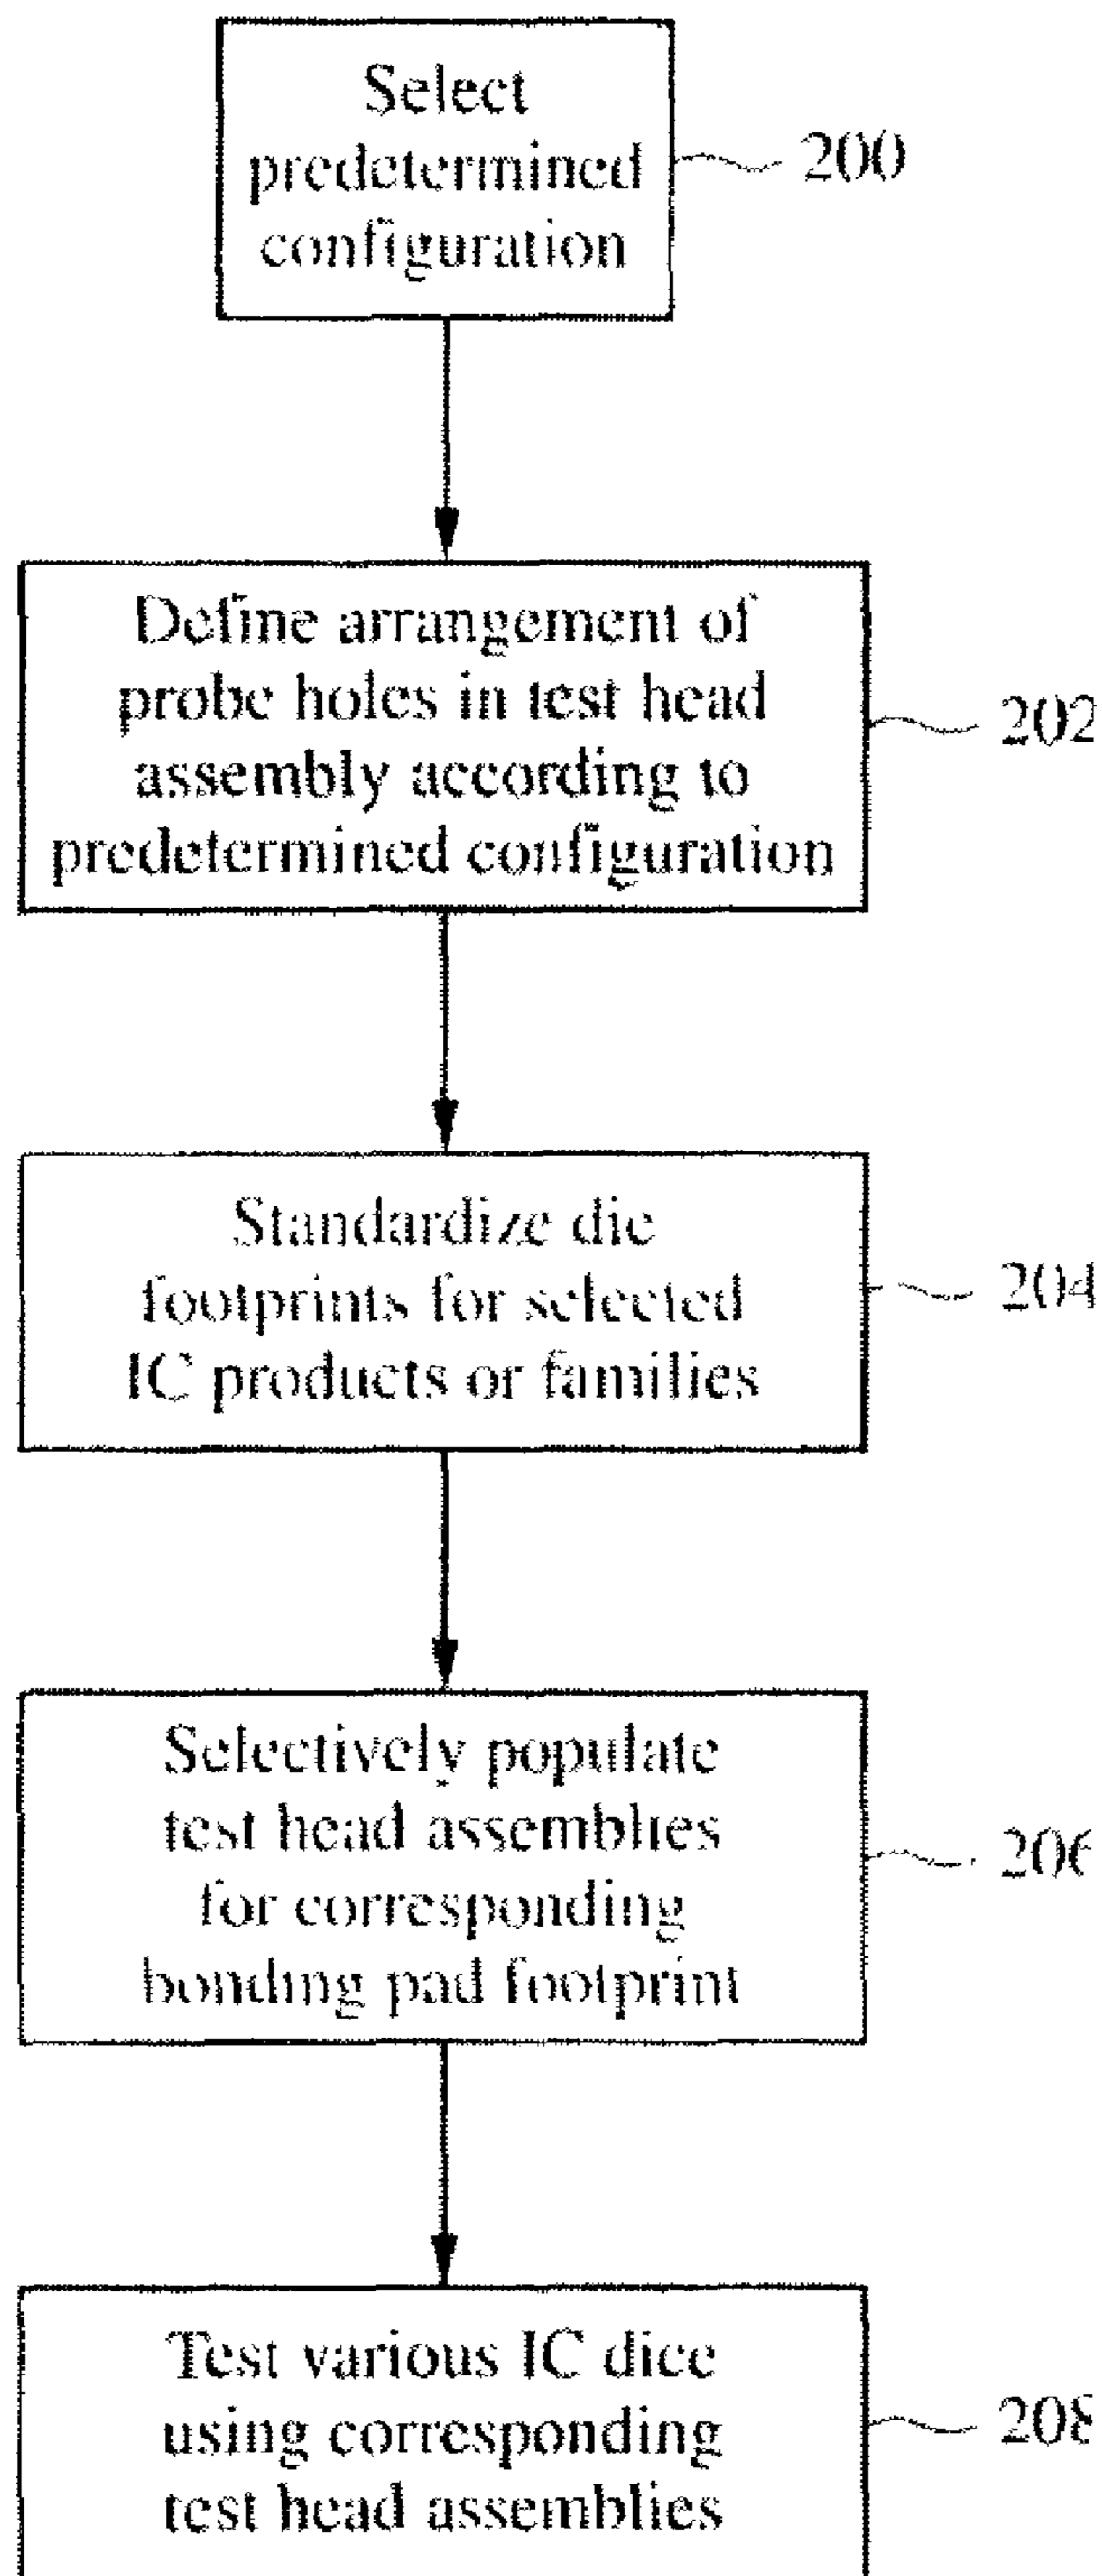 Select
predetermined
configuration
200
Define arrangement of
probe holes in test head
assembly according to
predetermined configuration
202
Standardize die
footprints for selected
IC products or families
204
Selectively populate
test head assemblies
for corresponding
bonding pad footprint
206
Test various IC dice
using corresponding
test head assemblies
208